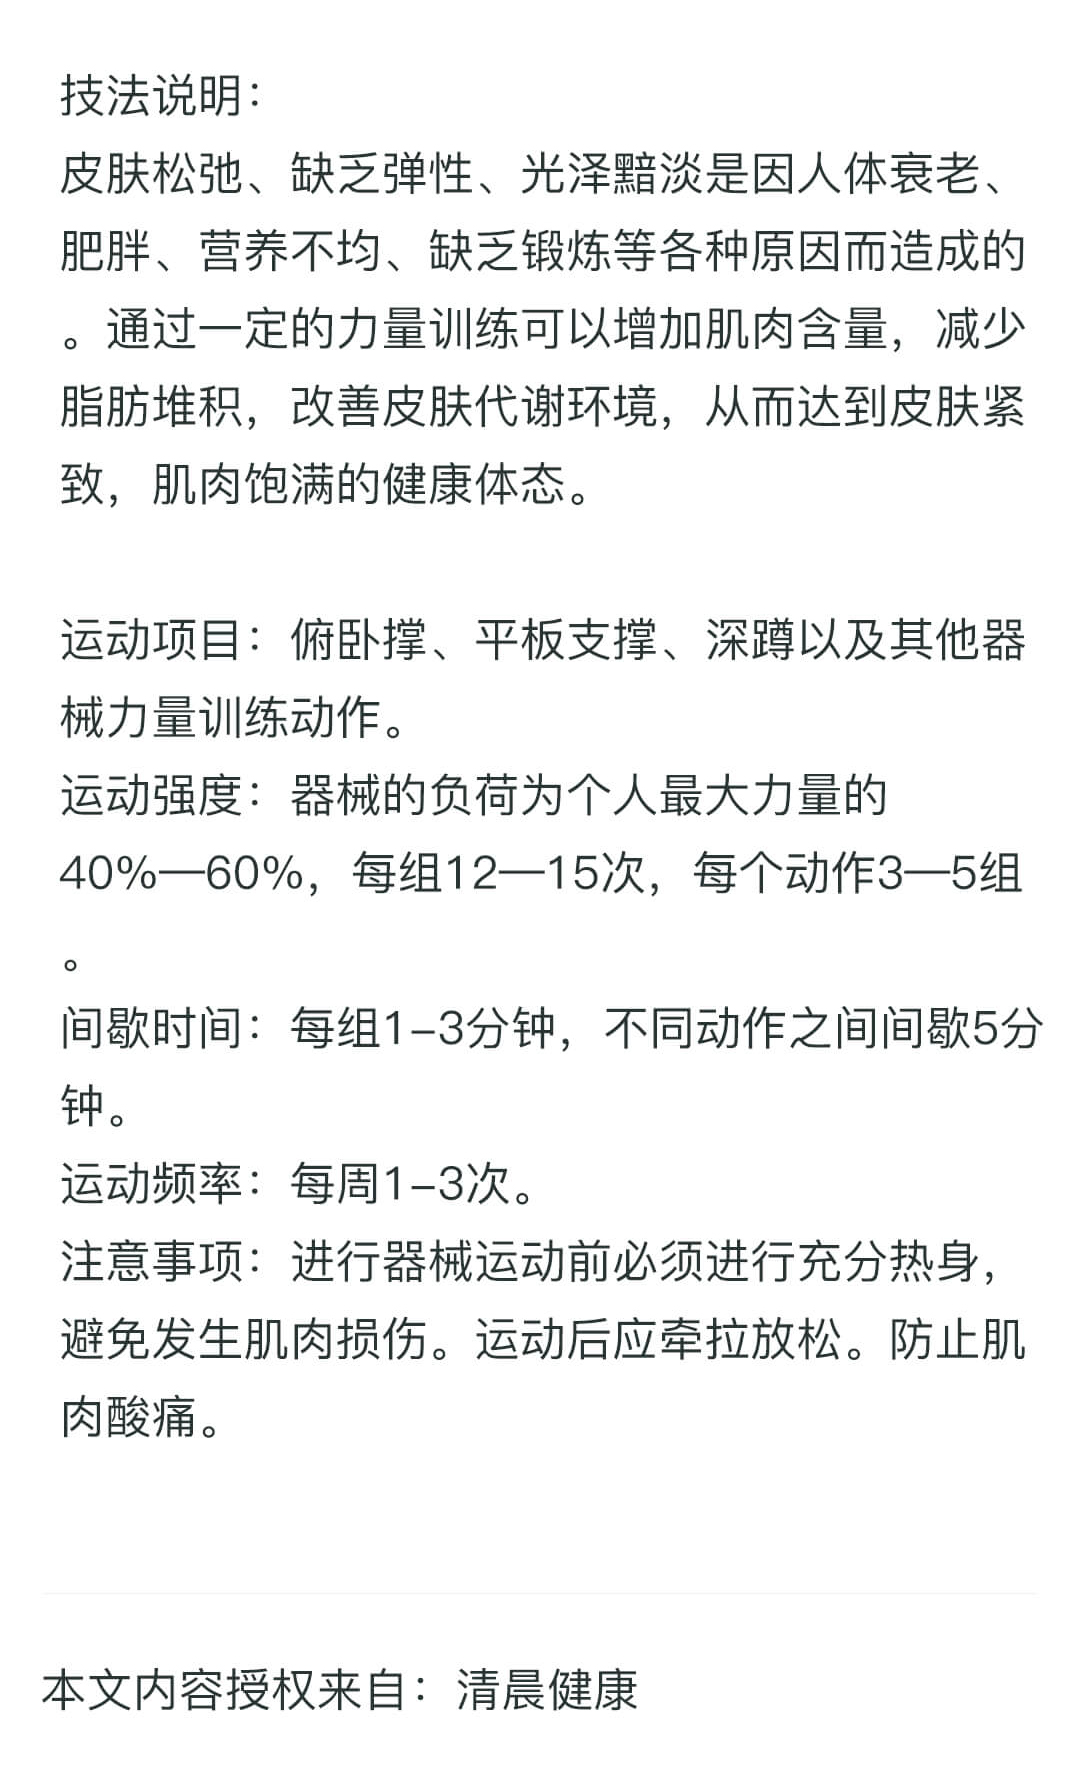 技法说明：
皮肤松弛、缺乏弹性、光泽黯淡是因人体衰老、
肥胖、营养不均、缺乏锻炼等各种原因而造成的
。通过一定的力量训练可以增加肌肉含量，减少
脂肪堆积，改善皮肤代谢环境，从而达到皮肤紧
致，肌肉饱满的健康体态。
运动项目：俯卧撑、平板支撑、深蹲以及其他器
械力量训练动作。
运动强度：器械的负荷为个人最大力量的
40%—60%，每组12—15次，每个动作3—5组
。
间歇时间：每组1–3分钟，不同动作之间间歇5分
钟。
运动频率：每周1–3次。
注意事项：进行器械运动前必须进行充分热身，
避免发生肌肉损伤。运动后应牵拉放松。防止肌
肉酸痛。
本文内容授权来自：清晨健康